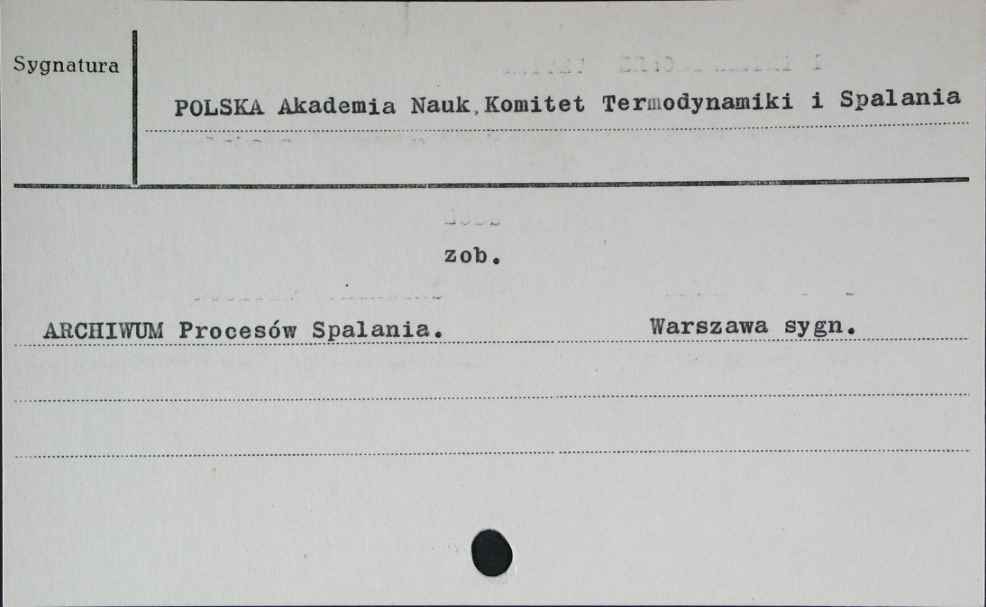 Sygnatura
POLSKA Akademia Nauk, Komitet Termodynamiki i Spalania
zob.
ARCHIWUM Procesów Spalania. Warszawa sygn.